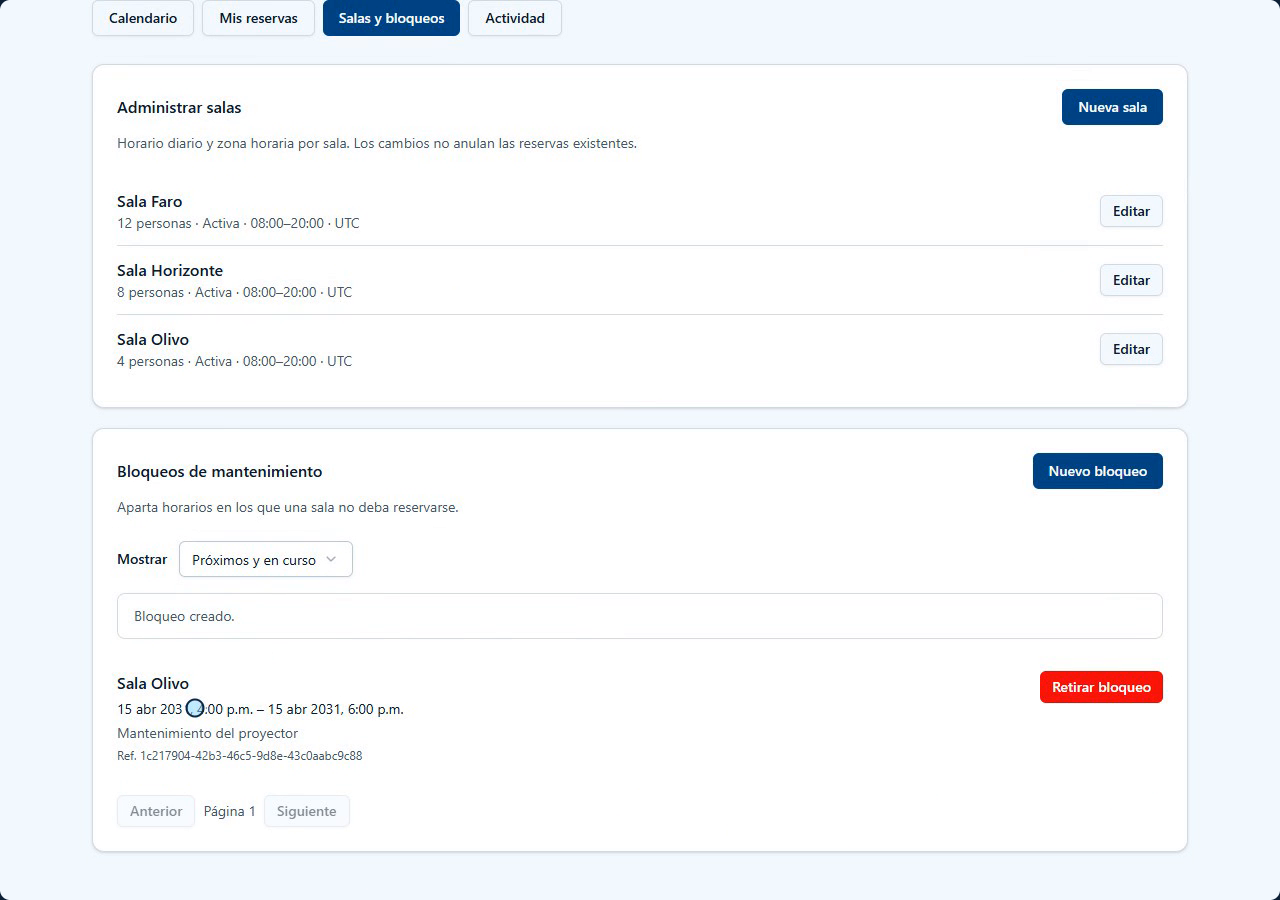 Calendario
Mis reservas
Salas y bloqueos
Actividad
Administrar salas
Nueva sala
Horario diario y zona horaria por sala. Los cambios no anulan las reservas existentes.
Sala Faro
12 personas · Activa · 08:00–20:00 · UTC
Editar
Sala Horizonte
8 personas · Activa · 08:00–20:00 · UTC
Editar
Sala Olivo
4 personas · Activa · 08:00–20:00 · UTC
Editar
Bloqueos de mantenimiento
Nuevo bloqueo
Aparta horarios en los que una sala no deba reservarse.
Mostrar
Próximos y en curso
Bloqueo creado.
Sala Olivo
Retirar bloqueo
15 abr :00 p.m. – 15 abr 2031, 6:00 p.m.
Mantenimiento del proyector
Ref. 1c217904-42b3-46c5-9d8e-43c0aabc9c88
Anterior
Página 1
Siguiente